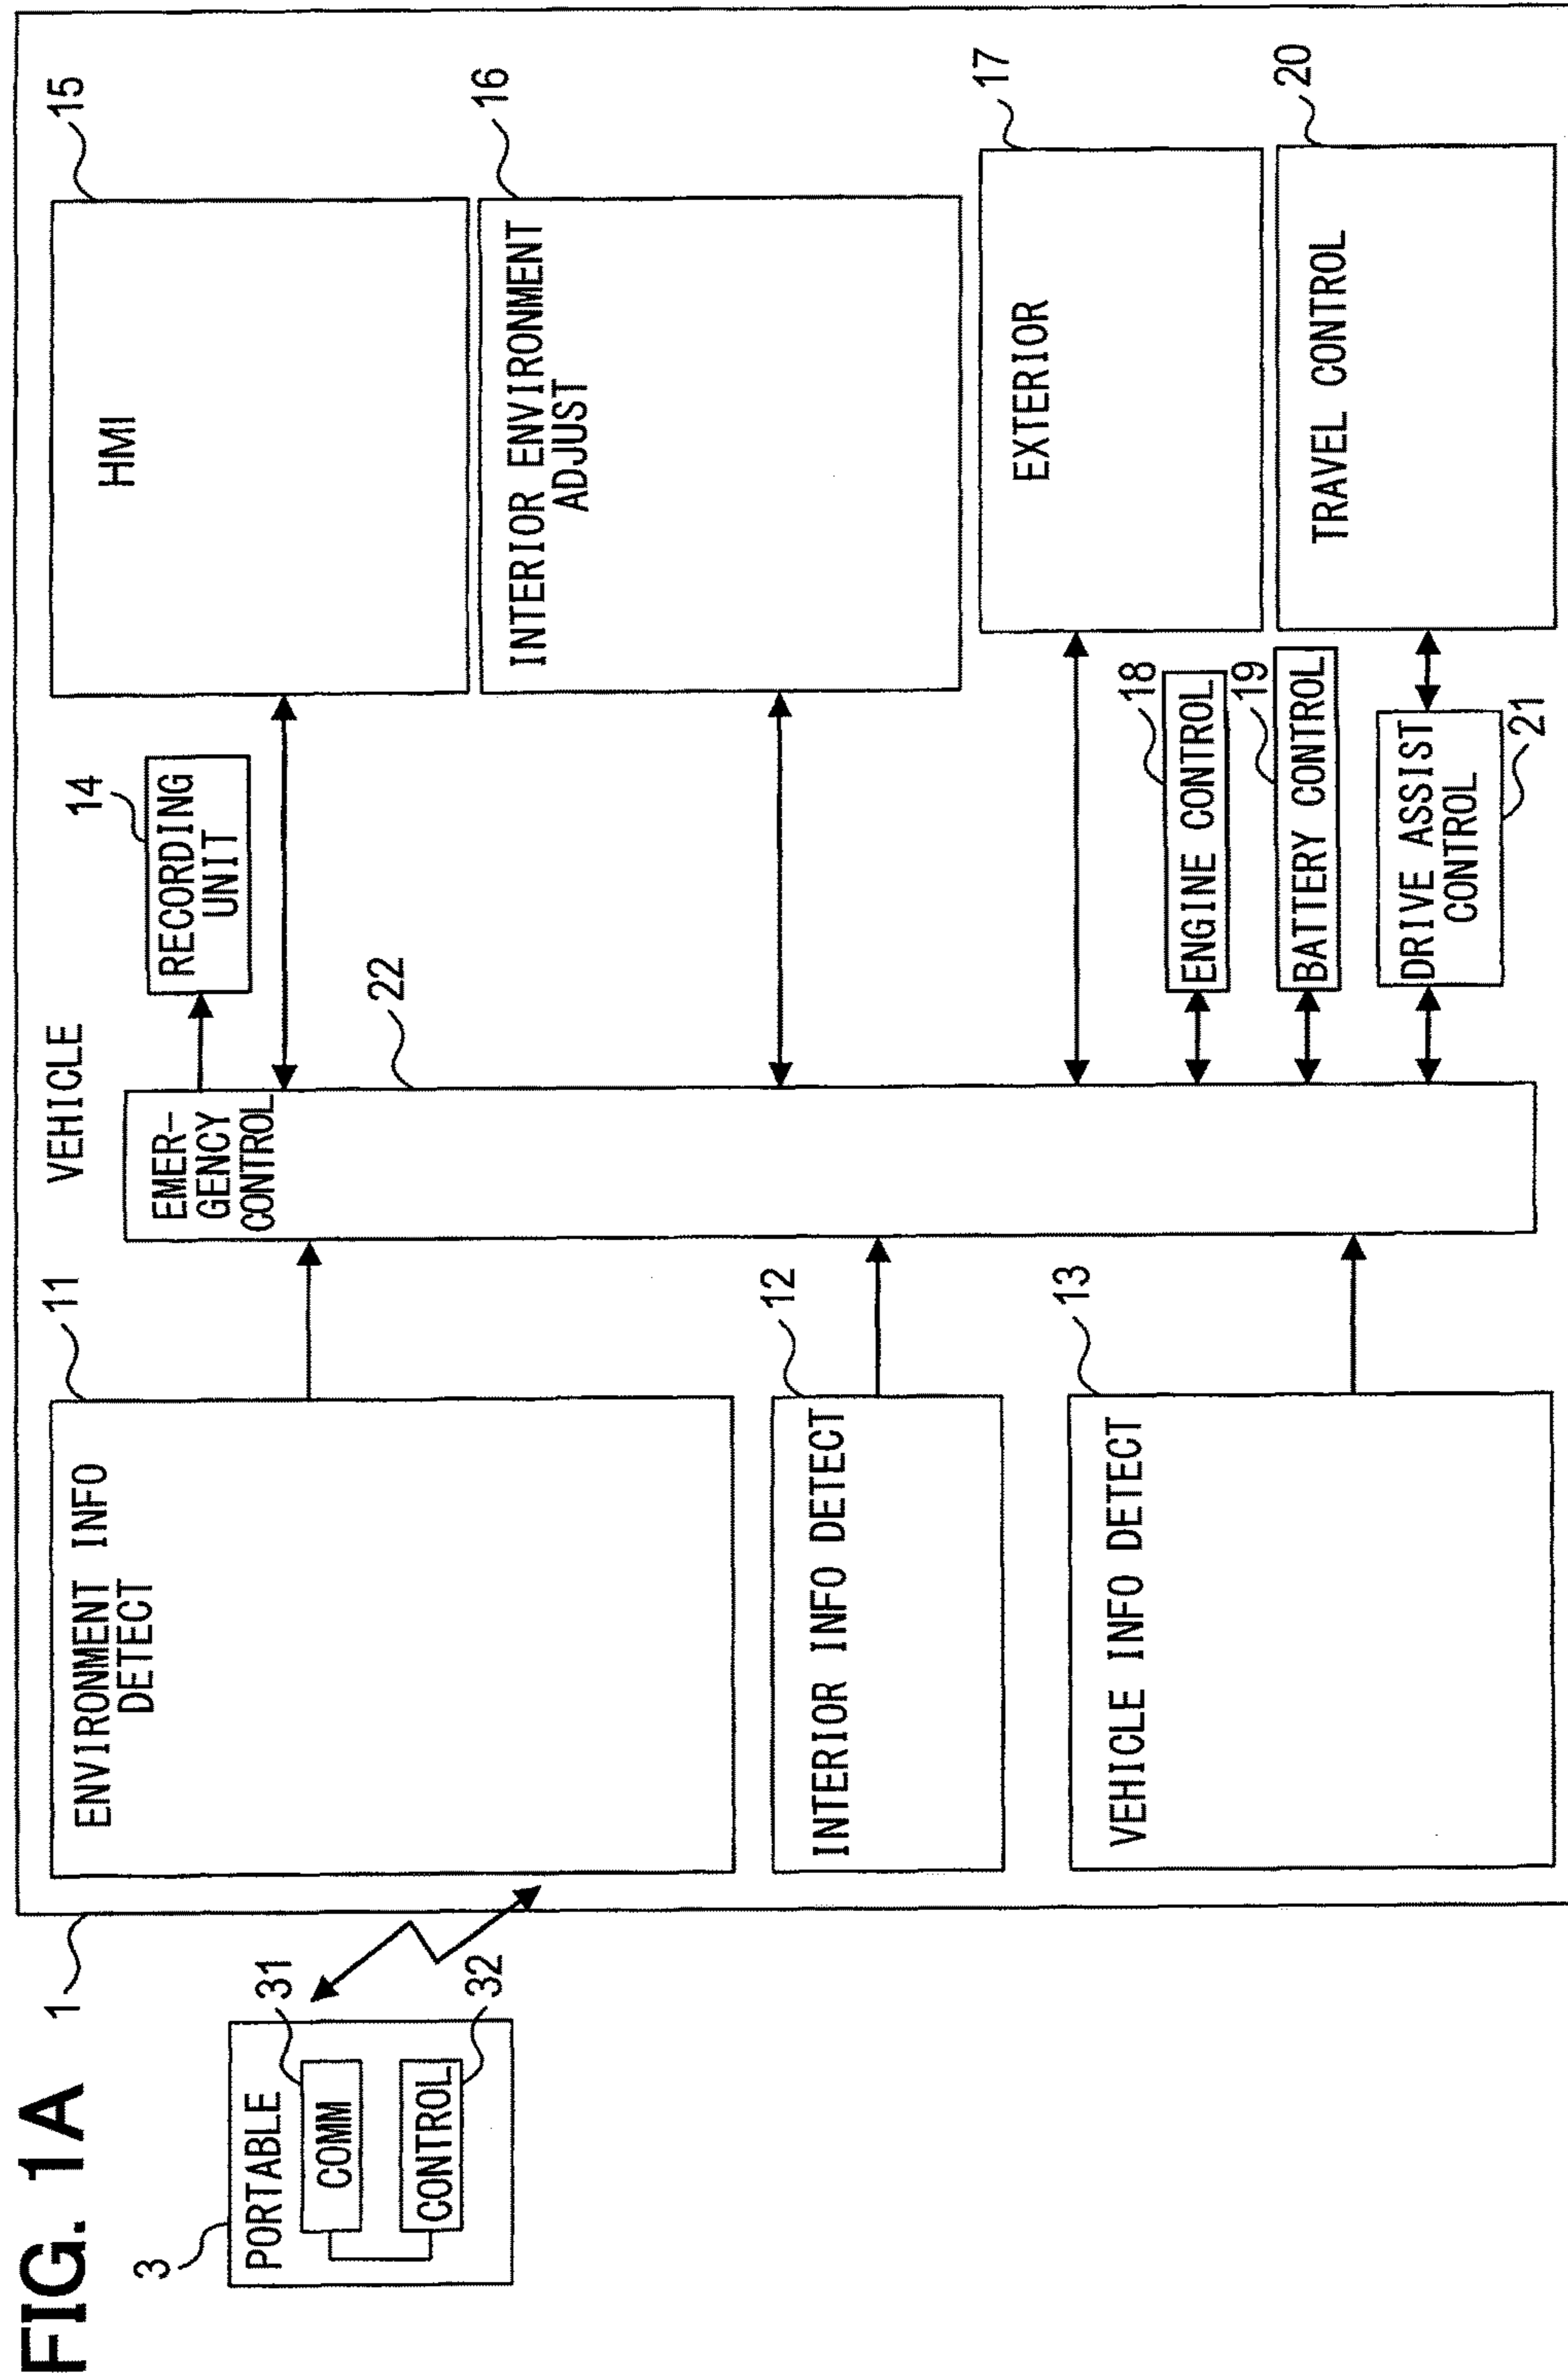 FIG. 1A
VEHICLE
1
3
PORTABLE
31
COMM
32
CONTROL
11
ENVIRONMENT INFO
DETECT
12
INTERIOR INFO DETECT
13
VEHICLE INFO DETECT
EMER-
GENCY
CONTROL
22
14
RECORDING
UNIT
15
HMI
16
INTERIOR ENVIRONMENT
ADJUST
17
EXTERIOR
18
ENGINE CONTROL
19
BATTERY CONTROL
20
TRAVEL CONTROL
DRIVE ASSIST
CONTROL
21